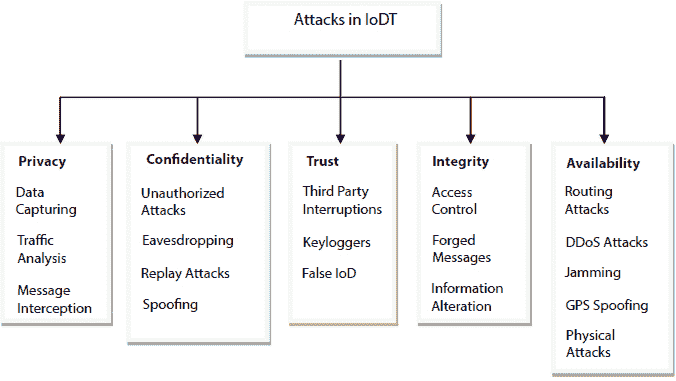 Attacks in IoDT
Privacy
Data
Capturing
Traffic
Analysis
Message
Interception
Confidentiality
Unauthorized
Attacks
Eavesdropping
Replay Attacks
Spoofing
Trust
Third Party
Interruptions
Keyloggers
False IoD
Integrity
Access
Control
Forged
Messages
Information
Alteration
Availability
Routing
Attacks
DDoS Attacks
Jamming
GPS Spoofing
Physical
Attacks